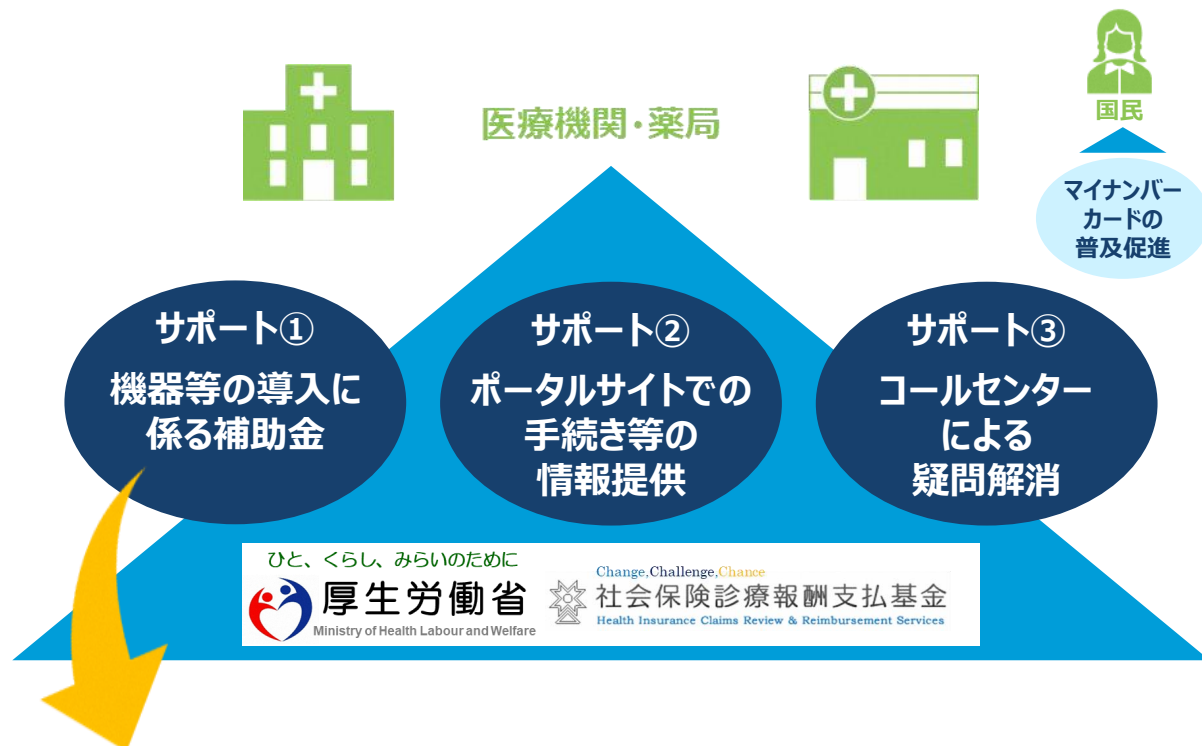 医療機関・薬局
国民
マイナンバー
カードの
普及促進
サポート①
機器等の導入に
係る補助金
サポート②
ポータルサイトでの
手続き等の
情報提供
サポート③
コールセンター
による
疑問解消
ひと、くらし、みらいのために
厚生労働省
Ministry of Health Labour and Welfare
Change,Challenge,Chance
社会保険診療報酬支払基金
Health Insurance Claims Review & Reimbursement Services